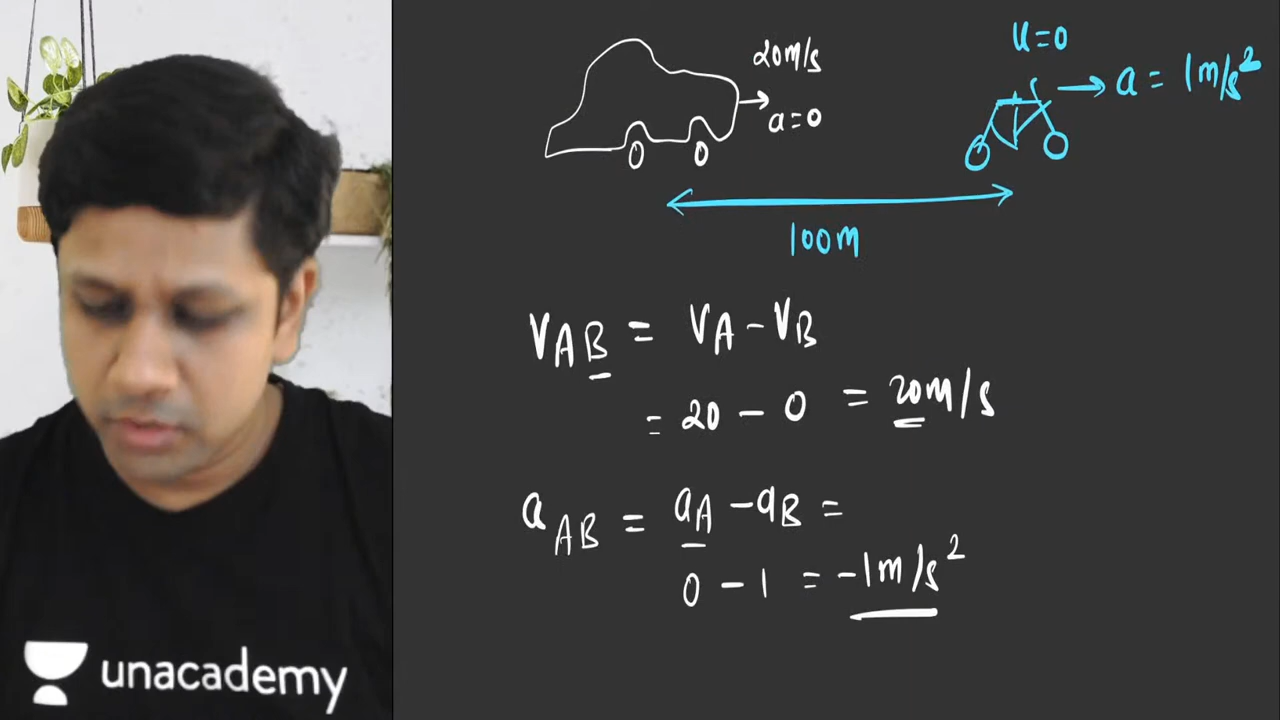 20m/s
a=0
u=0
a = 1m/s²
100m
VAB = VA - VB
= 20 - 0 = 20m/s
aAB = aA - aB =
0 - 1 = -1m/s²
unacademy